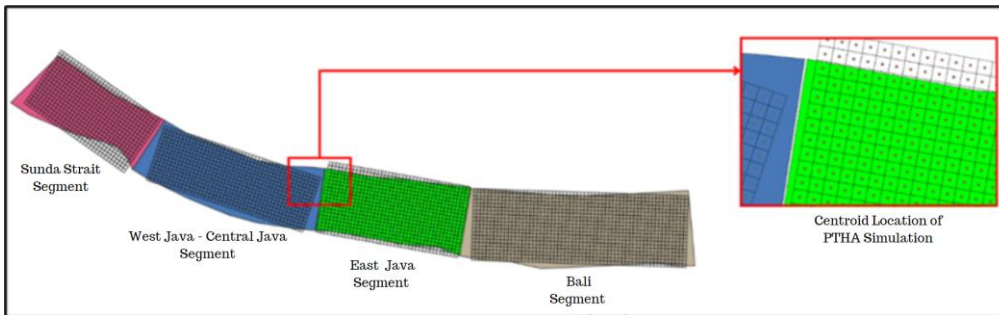 Sunda Strait
Segment
West Java - Central Java
Segment
East Java
Segment
Bali
Segment
Centroid Location of
PTHA Simulation